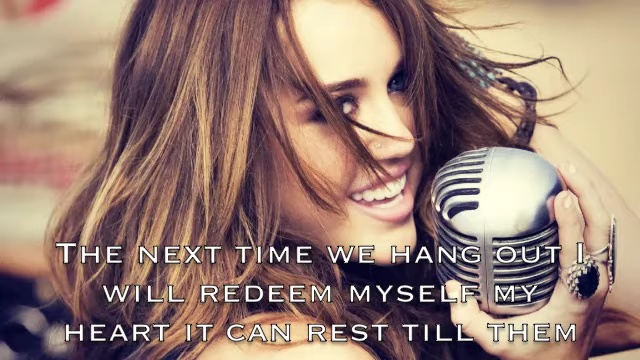 The next time we hang out I
will redeem myself my
heart it can rest till them